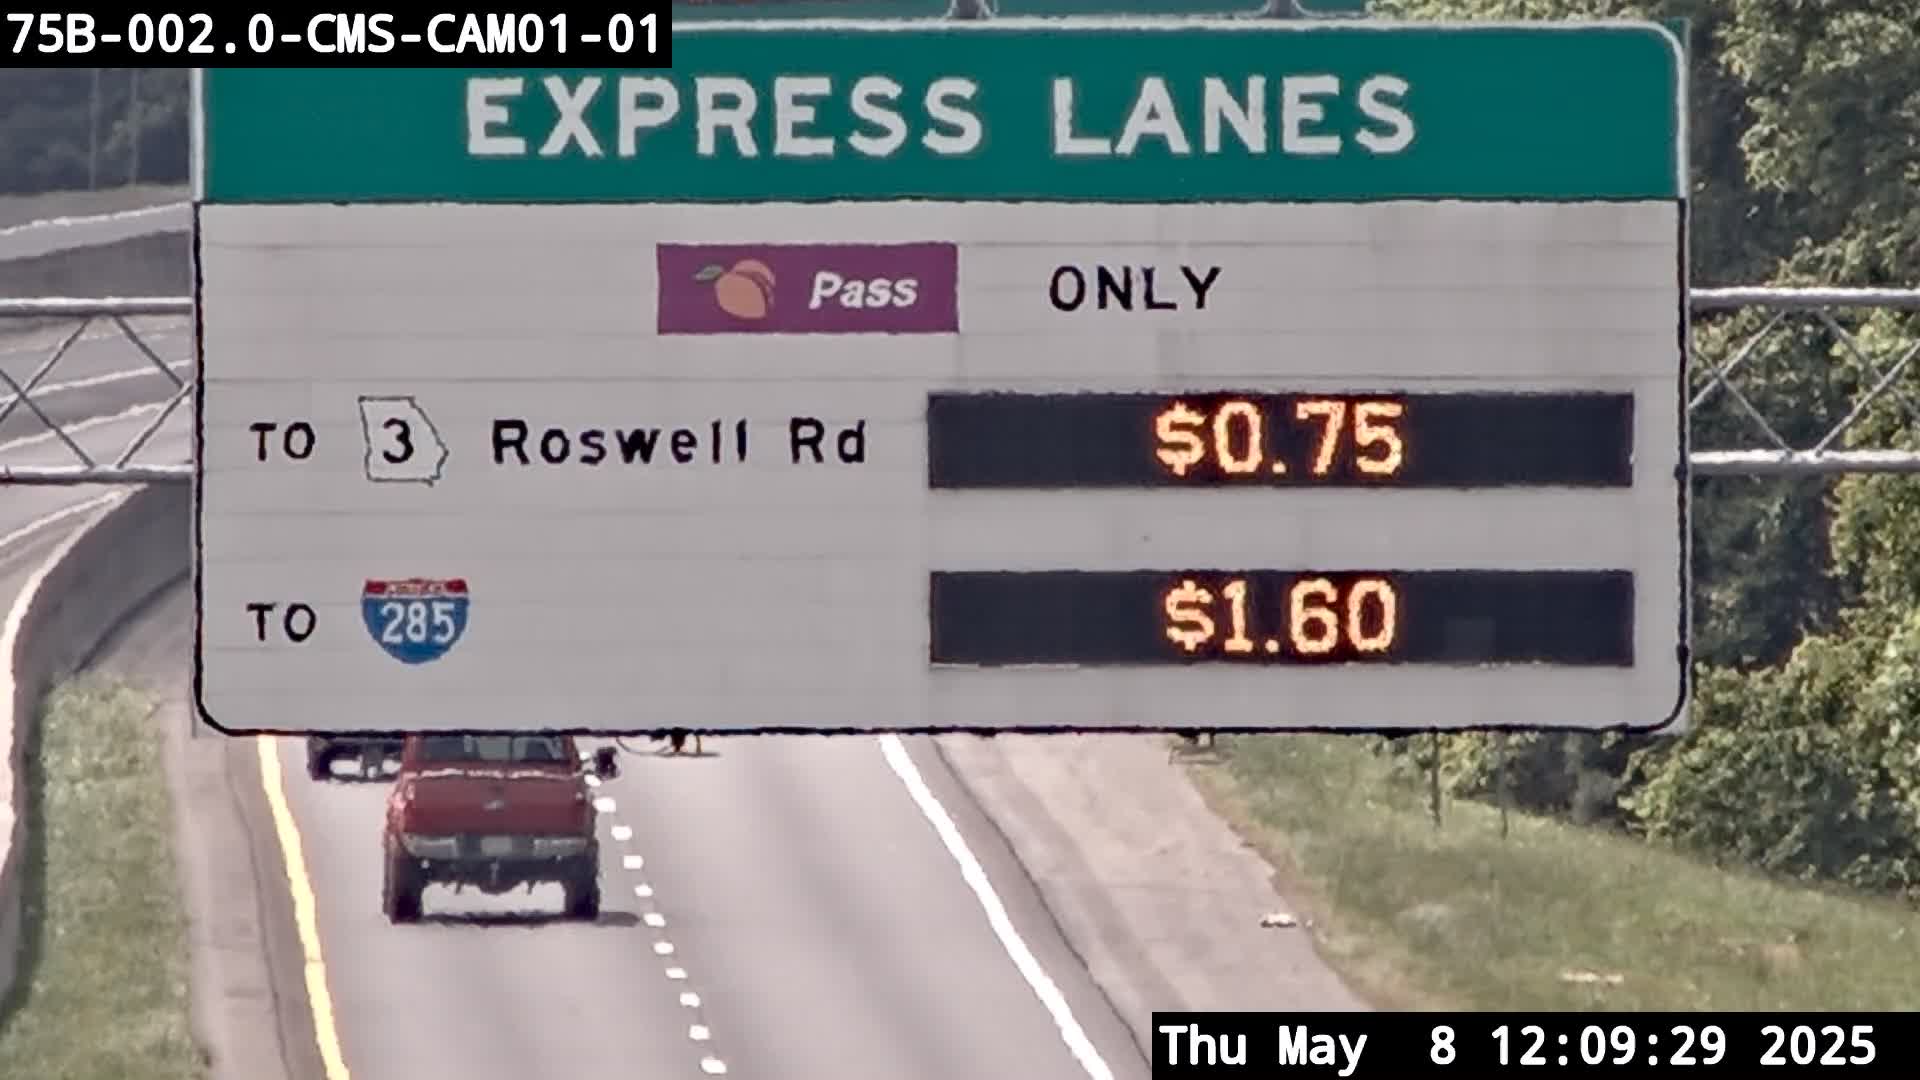 75B-002.0-CMS-CAM01-01
EXPRESS LANES
Pass ONLY
TO 3 Roswell Rd $0.75
TO 285 $1.60
Thu May 8 12:09:29 2025